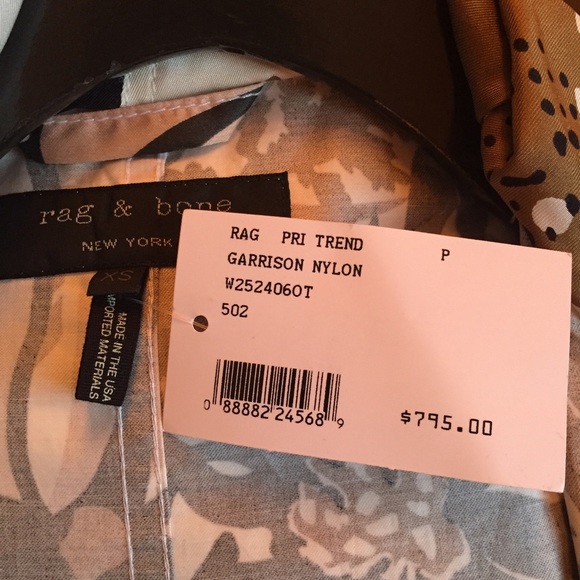 rag & bone
NEW YORK
XS
MADE IN THE USA
IMPORTED MATERIALS
RAG PRI TREND P
GARRISON NYLON
W252406OT
502
0 88882 24568 9
$795.00